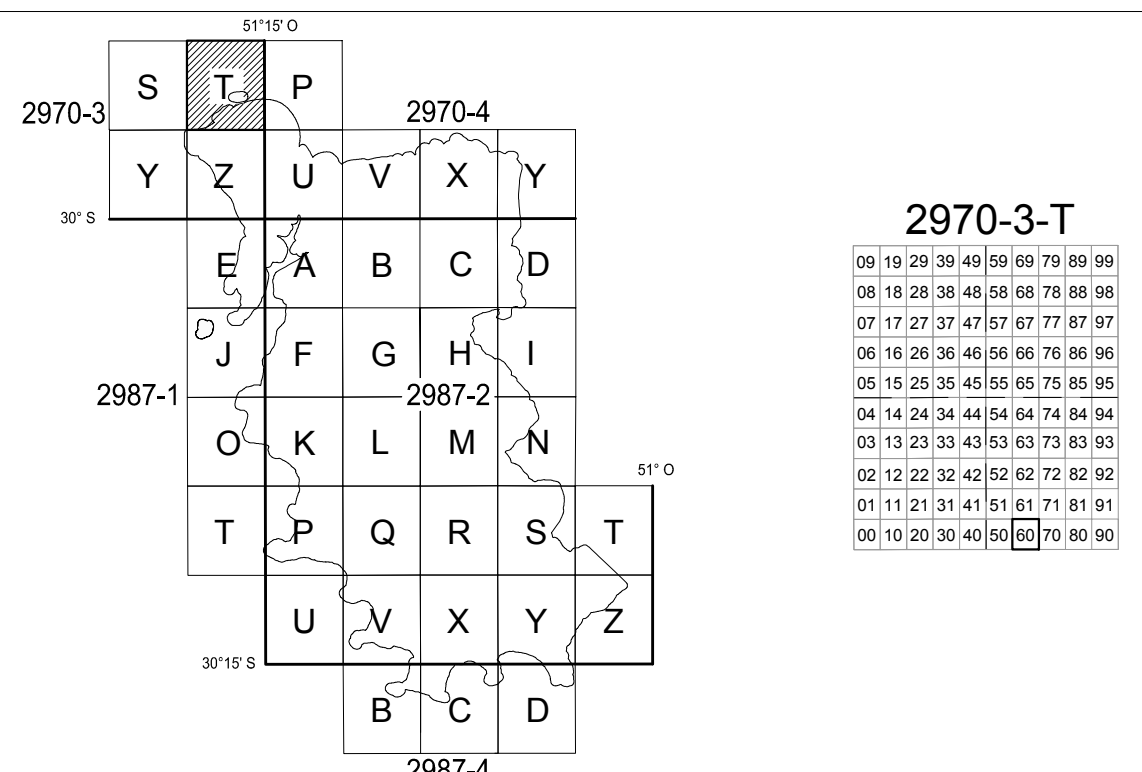 51°15' O
S T P
2970-3 2970-4
Y Z U V X Y
30° S
E A B C D
J F G H I
2987-1 2987-2
O K L M N
51° O
T P Q R S T
U V X Y Z
30°15' S
B C D
2987-4
2970-3-T
09 19 29 39 49 59 69 79 89 99
08 18 28 38 48 58 68 78 88 98
07 17 27 37 47 57 67 77 87 97
06 16 26 36 46 56 66 76 86 96
05 15 25 35 45 55 65 75 85 95
04 14 24 34 44 54 64 74 84 94
03 13 23 33 43 53 63 73 83 93
02 12 22 32 42 52 62 72 82 92
01 11 21 31 41 51 61 71 81 91
00 10 20 30 40 50 60 70 80 90